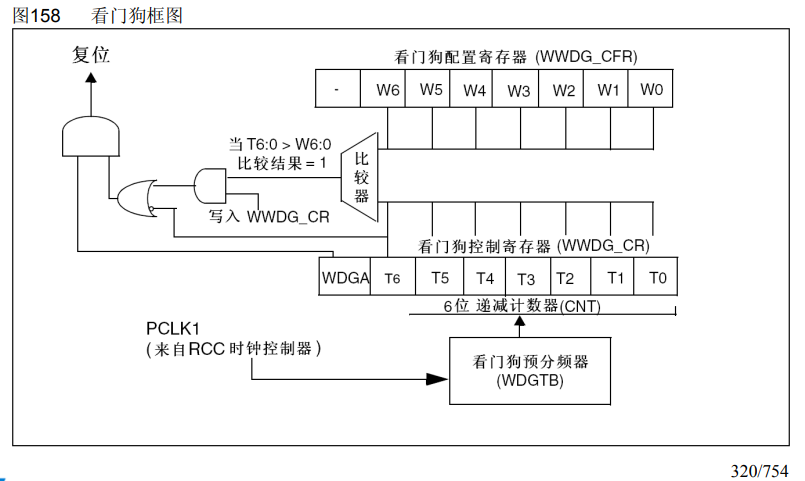 图158 看门狗框图
复位
看门狗配置寄存器 (WWDG_CFR)
- W6 W5 W4 W3 W2 W1 W0
当 T6:0 > W6:0
比较结果 = 1
比较器
写入 WWDG_CR
看门狗控制寄存器 (WWDG_CR)
WDGA T6 T5 T4 T3 T2 T1 T0
6位 递减计数器(CNT)
PCLK1
(来自RCC 时钟控制器)
看门狗预分频器
(WDGTB)
320/754